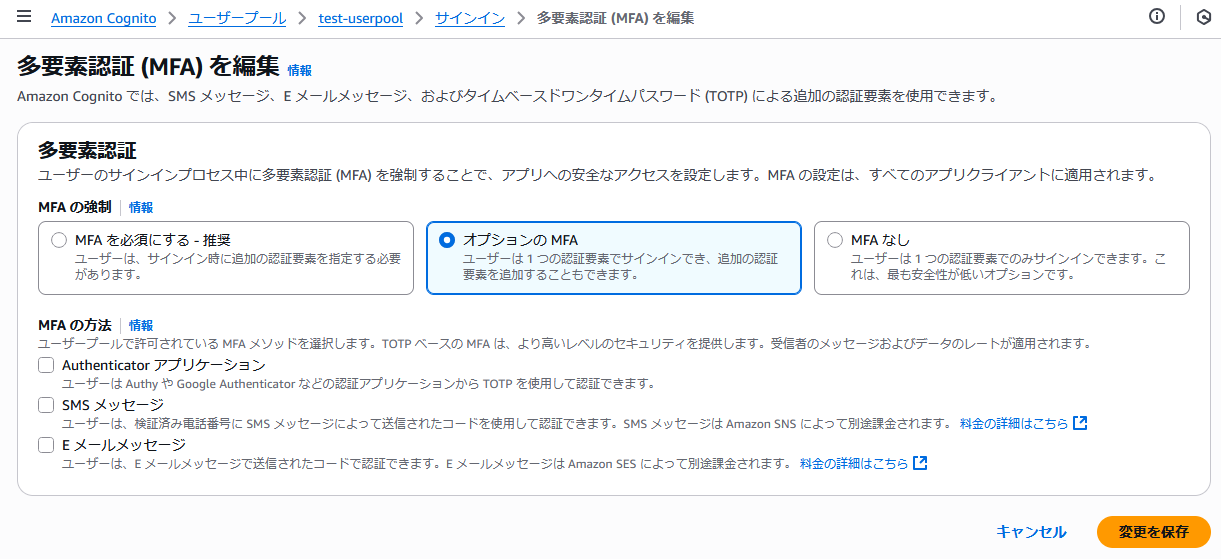 Amazon Cognito > ユーザープール > test-userpool > サインイン > 多要素認証 (MFA) を編集
多要素認証 (MFA) を編集 情報
Amazon Cognito では、SMS メッセージ、E メールメッセージ、およびタイムベースドワンタイムパスワード (TOTP) による追加の認証要素を使用できます。
多要素認証
ユーザーのサインインプロセス中に多要素認証 (MFA) を強制することで、アプリへの安全なアクセスを設定します。MFA の設定は、すべてのアプリクライアントに適用されます。
MFA の強制 情報
MFA を必須にする - 推奨
ユーザーは、サインイン時に追加の認証要素を指定する必要
があります。
オプションの MFA
ユーザーは 1 つの認証要素でサインインでき、追加の認証
要素を追加することもできます。
MFA なし
ユーザーは 1 つの認証要素でのみサインインできます。こ
れは、最も安全性が低いオプションです。
MFA の方法 情報
ユーザープールで許可されている MFA メソッドを選択します。TOTP ベースの MFA は、より高いレベルのセキュリティを提供します。受信者のメッセージおよびデータのレートが適用されます。
Authenticator アプリケーション
ユーザーは Authy や Google Authenticator などの認証アプリケーションから TOTP を使用して認証できます。
SMS メッセージ
ユーザーは、検証済み電話番号に SMS メッセージによって送信されたコードを使用して認証できます。SMS メッセージは Amazon SNS によって別途課金されます。 料金の詳細はこちら
E メールメッセージ
ユーザーは、E メールメッセージで送信されたコードで認証できます。E メールメッセージは Amazon SES によって別途課金されます。 料金の詳細はこちら
キャンセル 変更を保存